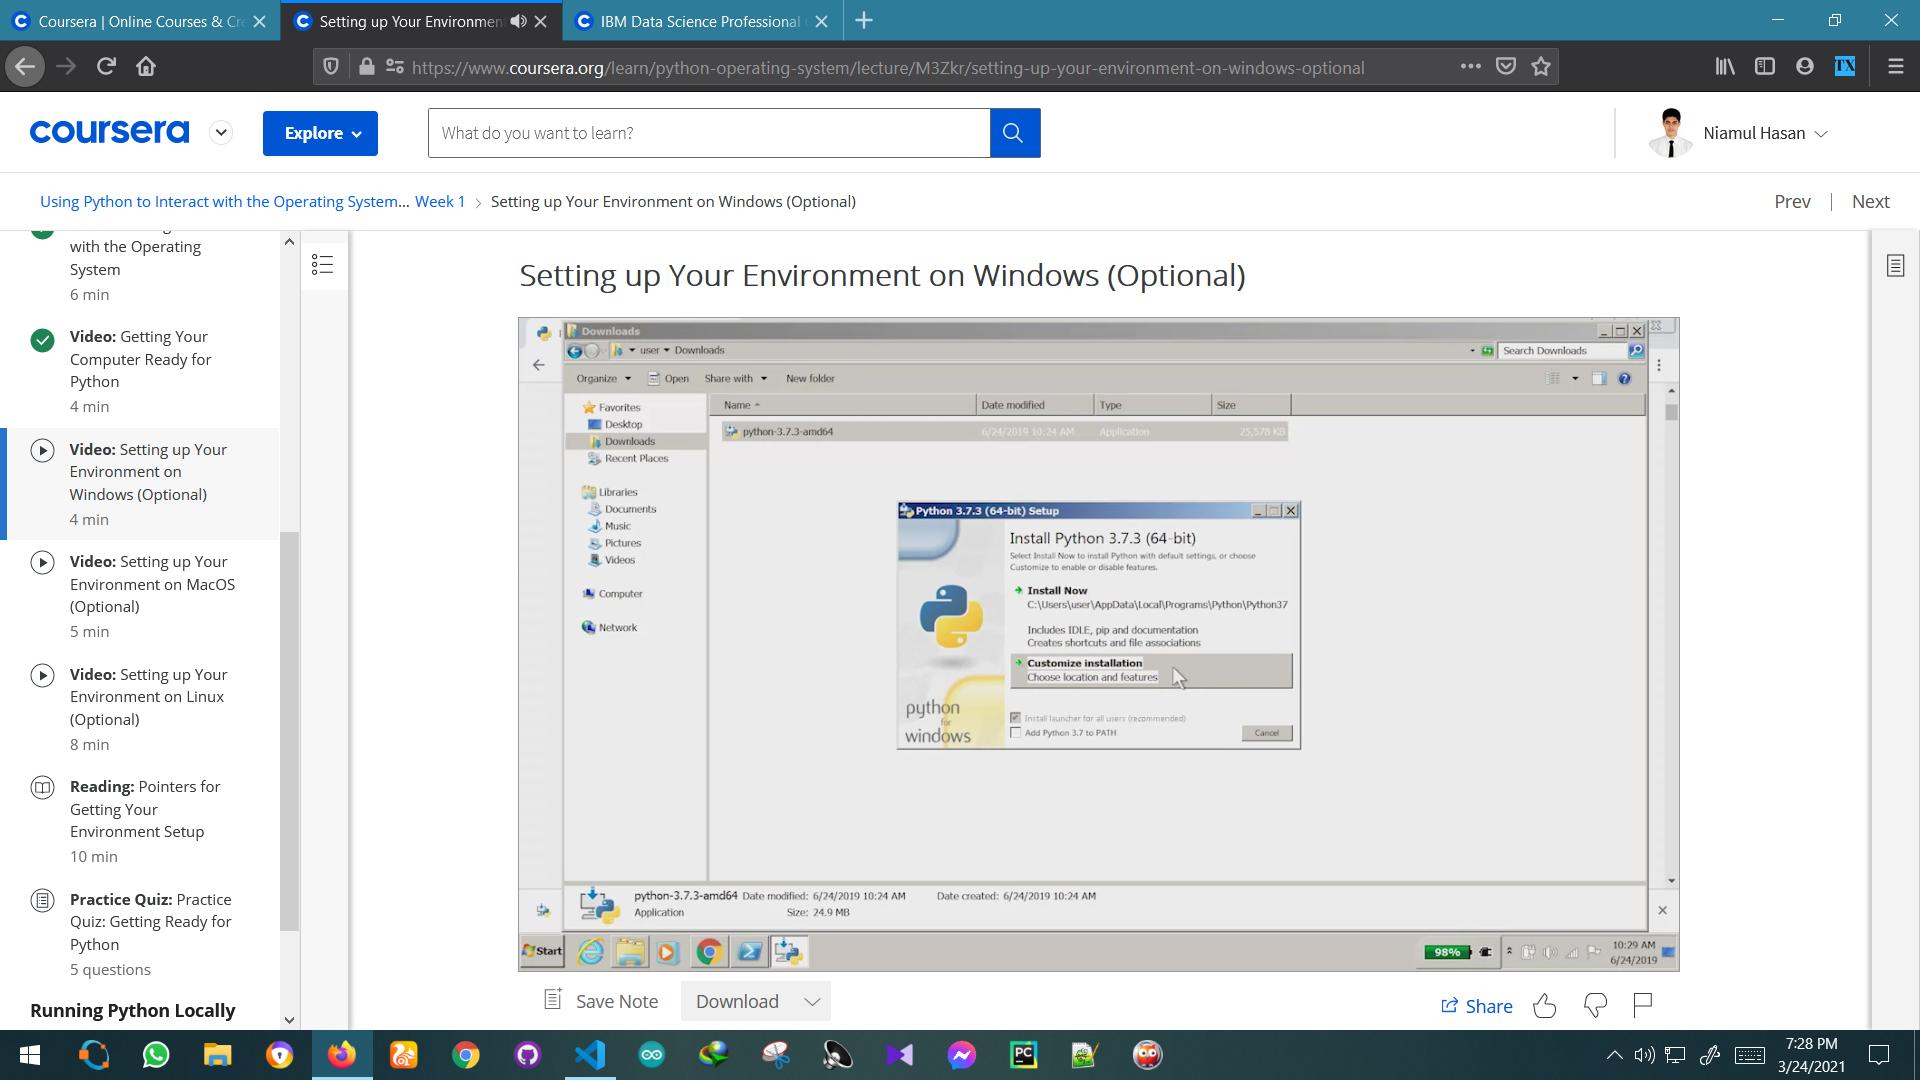 Coursera | Online Courses & Cre
Setting up Your Environmen
IBM Data Science Professional
https://www.coursera.org/learn/python-operating-system/lecture/M3Zkr/setting-up-your-environment-on-windows-optional
TX
coursera
Explore
What do you want to learn?
Niamul Hasan
Using Python to Interact with the Operating System... Week 1 > Setting up Your Environment on Windows (Optional)
Prev | Next
with the Operating
System
6 min
Video: Getting Your
Computer Ready for
Python
4 min
Video: Setting up Your
Environment on
Windows (Optional)
4 min
Video: Setting up Your
Environment on MacOS
(Optional)
5 min
Video: Setting up Your
Environment on Linux
(Optional)
8 min
Reading: Pointers for
Getting Your
Environment Setup
10 min
Practice Quiz: Practice
Quiz: Getting Ready for
Python
5 questions
Running Python Locally
Setting up Your Environment on Windows (Optional)
Downloads
user Downloads
Search Downloads
Organize Open Share with New folder
Favorites
Desktop
Downloads
Recent Places
Libraries
Documents
Music
Pictures
Videos
Computer
Network
Name Date modified Type Size
python-3.7.3-amd64 6/24/2019 10:24 AM Application 25,578 KB
Python 3.7.3 (64-bit) Setup
Install Python 3.7.3 (64-bit)
Select Install Now to install Python with default settings, or choose
Customize to enable or disable features.
Install Now
C:\Users\user\AppData\Local\Programs\Python\Python37
Includes IDLE, pip and documentation
Creates shortcuts and file associations
Customize installation
Choose location and features
python
for
windows
Install launcher for all users (recommended)
Add Python 3.7 to PATH
Cancel
python-3.7.3-amd64 Date modified: 6/24/2019 10:24 AM Date created: 6/24/2019 10:24 AM
Application Size: 24.9 MB
Start
98%
10:29 AM
6/24/2019
Save Note
Download
Share
PC
7:28 PM
3/24/2021